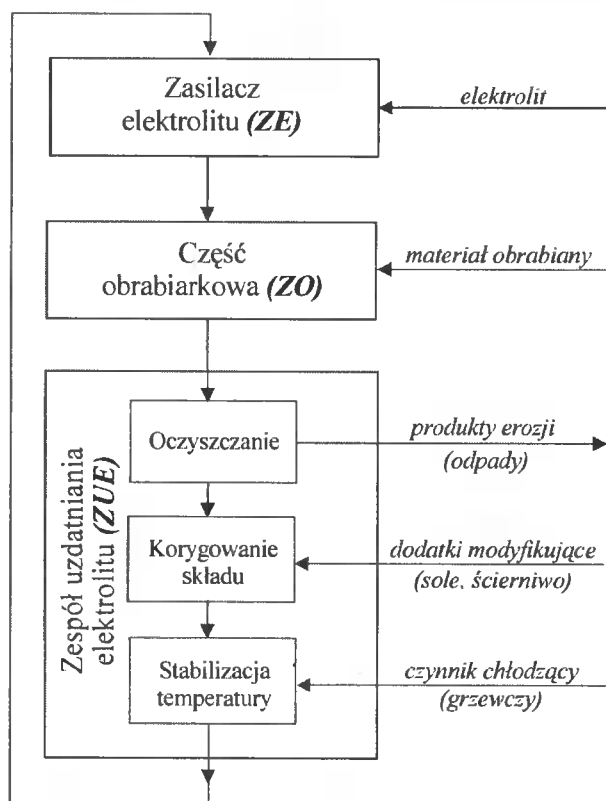 Zasilacz
elektrolitu (ZE)
elektrolit
Część
obrabiarkowa (ZO)
materiał obrabiany
Zespół uzdatniania
elektrolitu (ZUE)
Oczyszczanie
produkty erozji
(odpady)
Korygowanie
składu
dodatki modyfikujące
(sole, ścierniwo)
Stabilizacja
temperatury
czynnik chłodzący
(grzewczy)